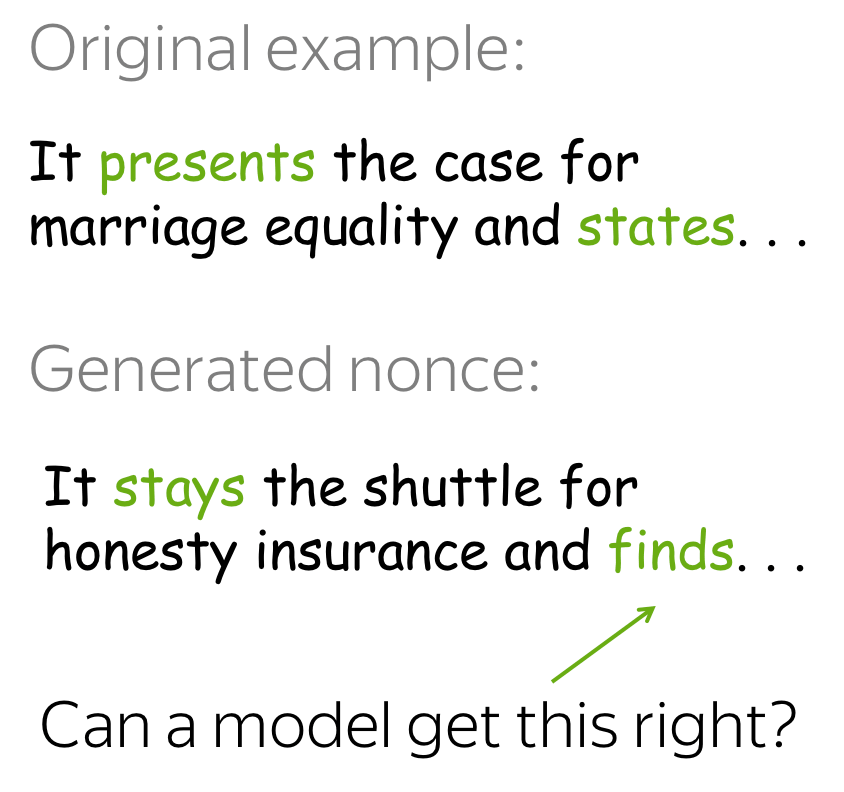 Original example:
It presents the case for
marriage equality and states. . .
Generated nonce:
It stays the shuttle for
honesty insurance and finds. . .
Can a model get this right?